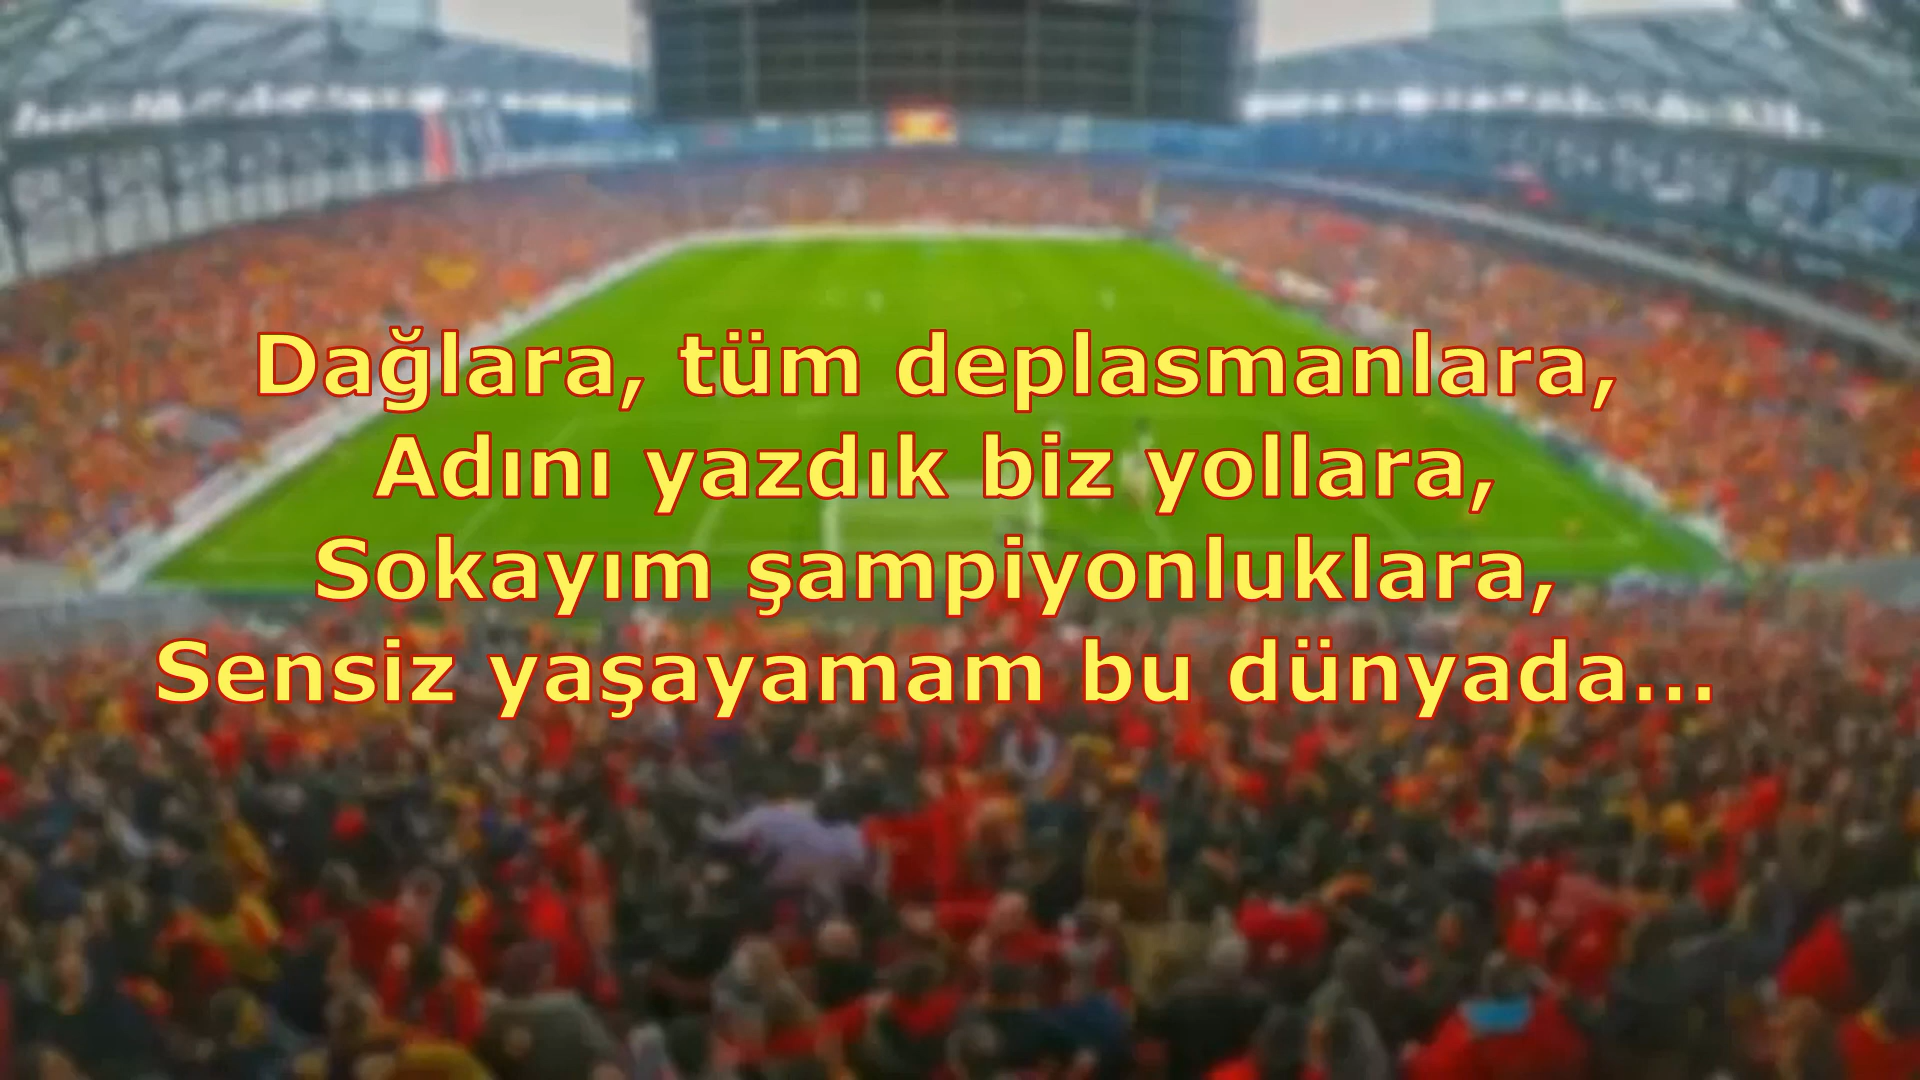 Dağlara, tüm deplasmanlara,
Adını yazdık biz yollara,
Sokayım şampiyonluklara,
Sensiz yaşayamam bu dünyada...